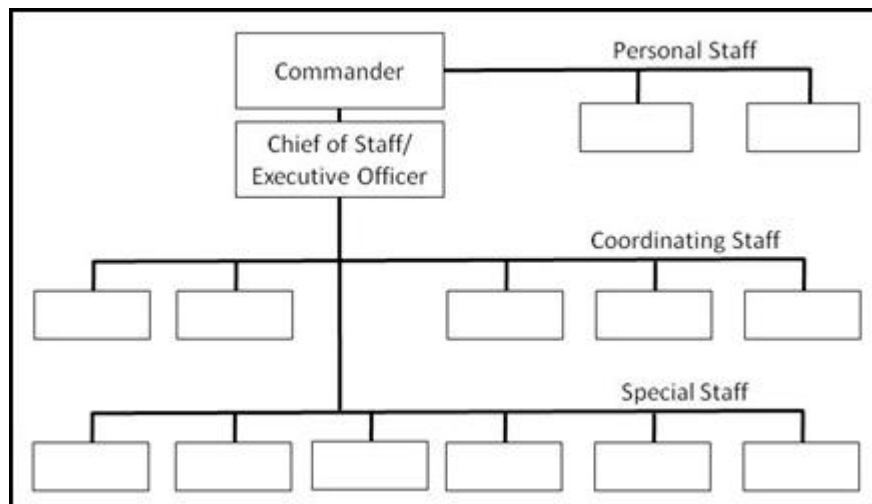 Personal Staff
Commander
Chief of Staff/
Executive Officer
Coordinating Staff
Special Staff